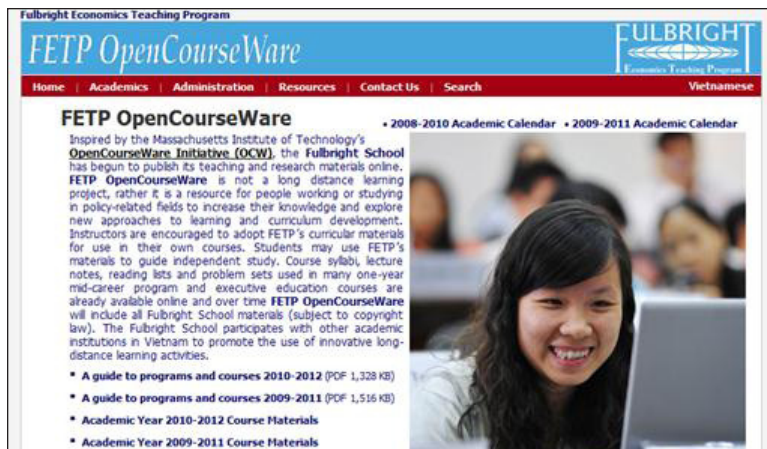 Fulbright Economics Teaching Program
FETP OpenCourseWare
FULBRIGHT
Economics Teaching Program
Home | Academics | Administration | Resources | Contact Us | Search
Vietnamese
FETP OpenCourseWare
• 2008-2010 Academic Calendar • 2009-2011 Academic Calendar
Inspired by the Massachusetts Institute of Technology's
OpenCourseWare Initiative (OCW), the Fulbright School
has begun to publish its teaching and research materials online.
FETP OpenCourseWare is not a long distance learning
project, rather it is a resource for people working or studying
in policy-related fields to increase their knowledge and explore
new approaches to learning and curriculum development.
Instructors are encouraged to adopt FETP's curricular materials
for use in their own courses. Students may use FETP's
materials to guide independent study. Course syllabi, lecture
notes, reading lists and problem sets used in many one-year
mid-career program and executive education courses are
already available online and over time FETP OpenCourseWare
will include all Fulbright School materials (subject to copyright
law). The Fulbright School participates with other academic
institutions in Vietnam to promote the use of innovative long-
distance learning activities.
• A guide to programs and courses 2010-2012 (PDF 1,328 KB)
• A guide to programs and courses 2009-2011 (PDF 1,516 KB)
• Academic Year 2010-2012 Course Materials
• Academic Year 2009-2011 Course Materials